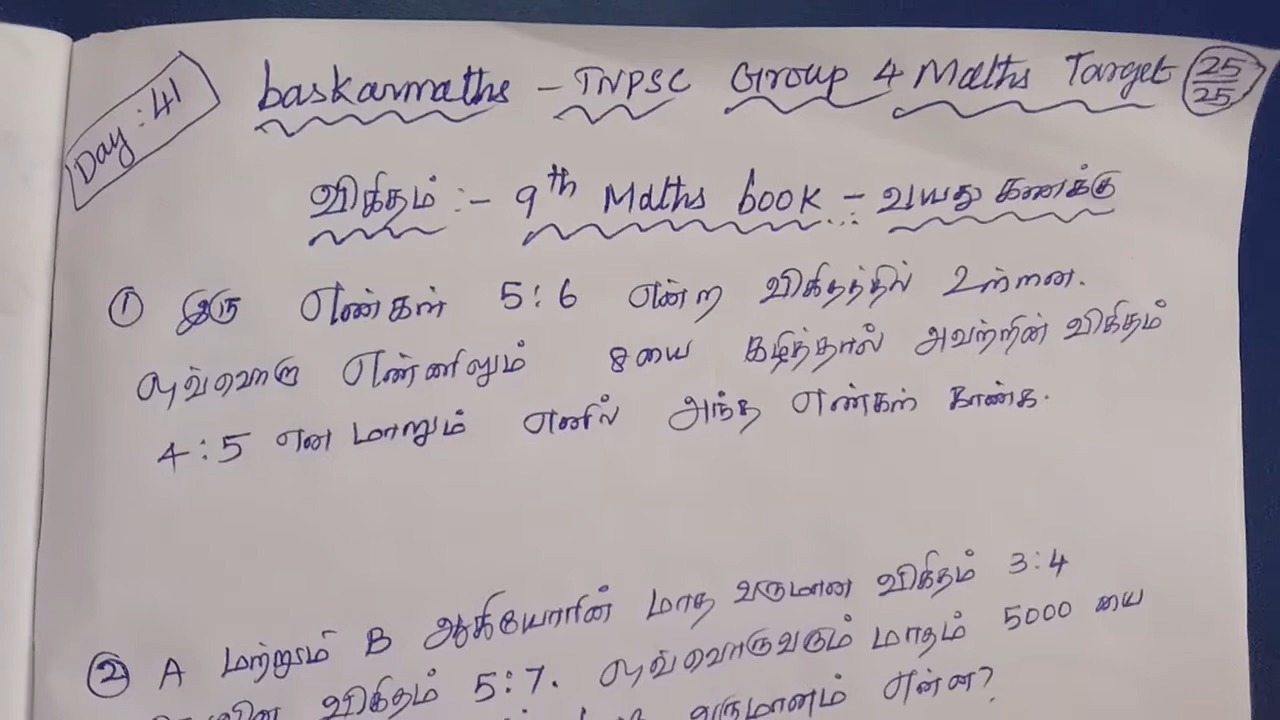 Day: 41
baskarmaths - TNPSC Group 4 Maths Target 25/25
விகிதம் :- 9th Maths book - வயது கணக்கு
① இரு எண்கள் 5:6 என்ற விகிதத்தில் உள்ளன.
ஒவ்வொரு எண்ணிலும் 8யை கழித்தால் அவற்றின் விகிதம்
4:5 என மாறும் எனில் அந்த எண்கள் காண்க.
② A மற்றும் B ஆகியோரின் மாத வருமான விகிதம் 3:4
விகிதம் 5:7. ஒவ்வொருவரும் மாதம் 5000 யை
வருமானம் என்ன?